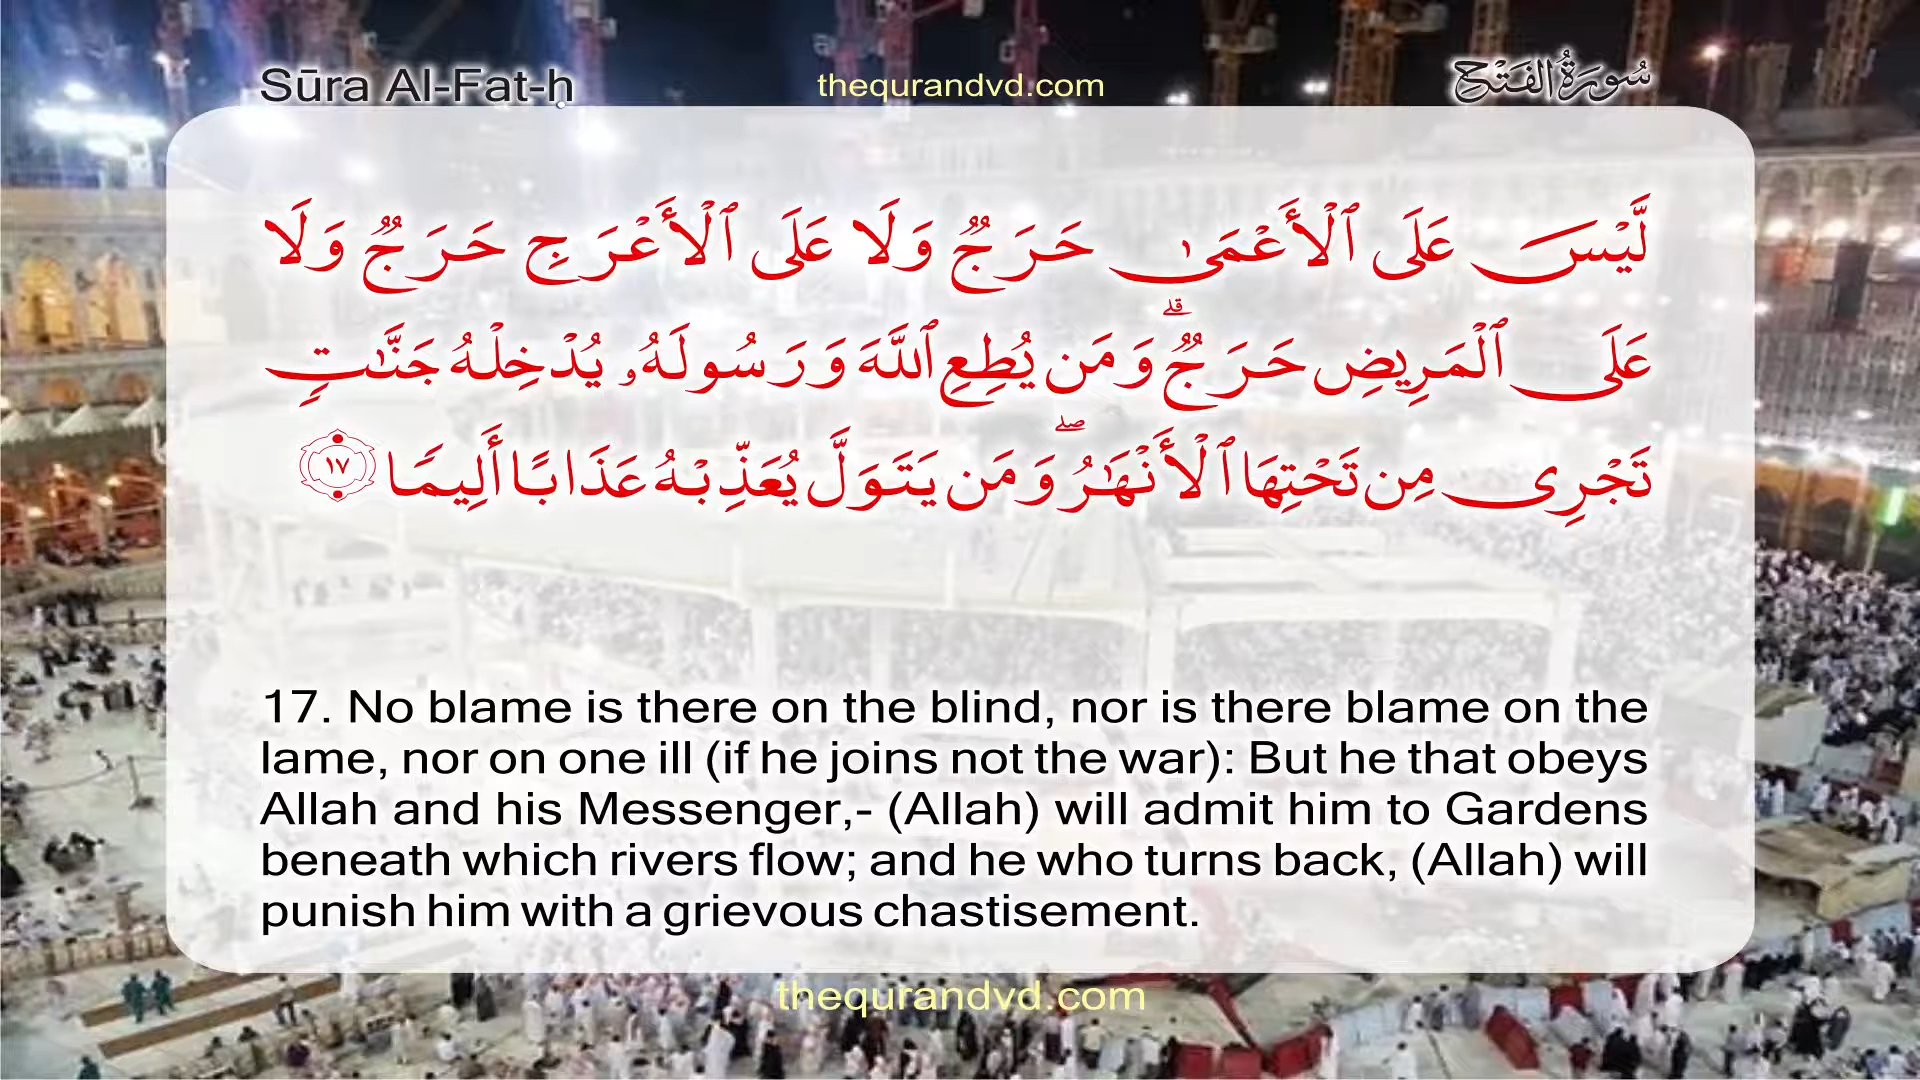 Sūra Al-Fat-ḥ
thequrandvd.com
سُورَةُ الفَتْح
لَّيْسَ عَلَى ٱلْأَعْمَىٰ حَرَجٌ وَلَا عَلَى ٱلْأَعْرَجِ حَرَجٌ وَلَا
عَلَى ٱلْمَرِيضِ حَرَجٌ ۗ وَمَن يُطِعِ ٱللَّهَ وَرَسُولَهُۥ يُدْخِلْهُ جَنَّٰتٍ
تَجْرِى مِن تَحْتِهَا ٱلْأَنْهَٰرُ ۖ وَمَن يَتَوَلَّ يُعَذِّبْهُ عَذَابًا أَلِيمًا ١٧
17. No blame is there on the blind, nor is there blame on the
lame, nor on one ill (if he joins not the war): But he that obeys
Allah and his Messenger,- (Allah) will admit him to Gardens
beneath which rivers flow; and he who turns back, (Allah) will
punish him with a grievous chastisement.
thequrandvd.com